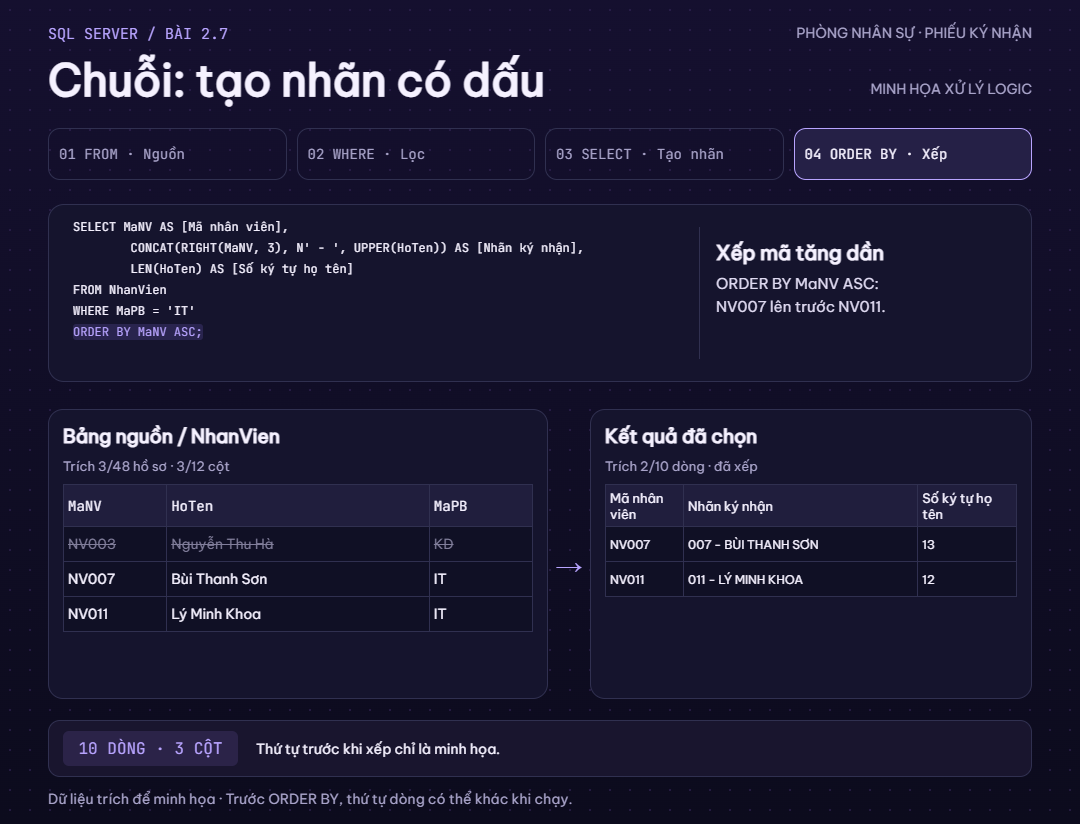 SQL SERVER / BÀI 2.7
PHÒNG NHÂN SỰ · PHIẾU KÝ NHẬN
Chuỗi: tạo nhãn có dấu
MINH HỌA XỬ LÝ LOGIC
01 FROM · Nguồn
02 WHERE · Lọc
03 SELECT · Tạo nhãn
04 ORDER BY · Xếp
SELECT MaNV AS [Mã nhân viên],
CONCAT(RIGHT(MaNV, 3), N' - ', UPPER(HoTen)) AS [Nhãn ký nhận],
LEN(HoTen) AS [Số ký tự họ tên]
FROM NhanVien
WHERE MaPB = 'IT'
ORDER BY MaNV ASC;
Xếp mã tăng dần
ORDER BY MaNV ASC:
NV007 lên trước NV011.
Bảng nguồn / NhanVien
Trích 3/48 hồ sơ · 3/12 cột
MaNV HoTen MaPB
NV003 Nguyễn Thu Hà KD
NV007 Bùi Thanh Sơn IT
NV011 Lý Minh Khoa IT
→
Kết quả đã chọn
Trích 2/10 dòng · đã xếp
Mã nhân viên Nhãn ký nhận Số ký tự họ tên
NV007 007 - BÙI THANH SƠN 13
NV011 011 - LÝ MINH KHOA 12
10 DÒNG · 3 CỘT
Thứ tự trước khi xếp chỉ là minh họa.
Dữ liệu trích để minh họa · Trước ORDER BY, thứ tự dòng có thể khác khi chạy.